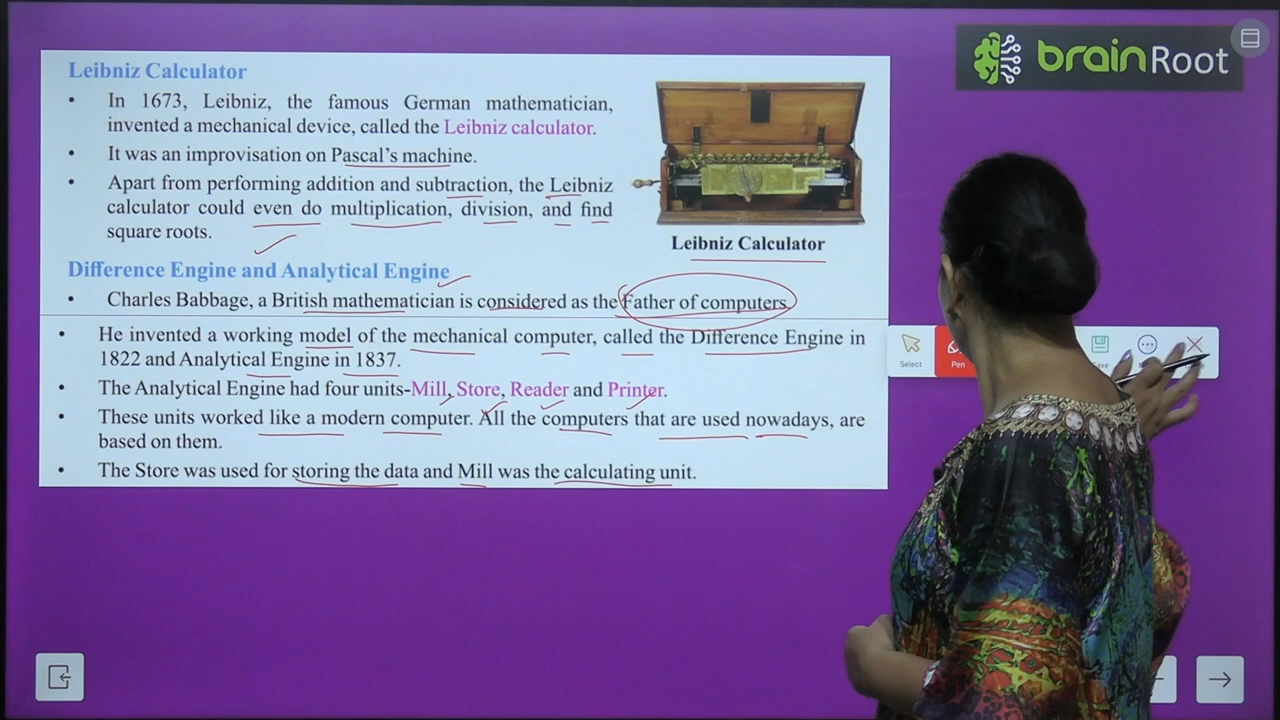 brainRoot
Leibniz Calculator
• In 1673, Leibniz, the famous German mathematician,
invented a mechanical device, called the Leibniz calculator.
• It was an improvisation on Pascal's machine.
• Apart from performing addition and subtraction, the Leibniz
calculator could even do multiplication, division, and find
square roots.
Leibniz Calculator
Difference Engine and Analytical Engine
• Charles Babbage, a British mathematician is considered as the Father of computers.
• He invented a working model of the mechanical computer, called the Difference Engine in
1822 and Analytical Engine in 1837.
• The Analytical Engine had four units-Mill, Store, Reader and Printer.
• These units worked like a modern computer. All the computers that are used nowadays, are
based on them.
• The Store was used for storing the data and Mill was the calculating unit.
Select
Pen